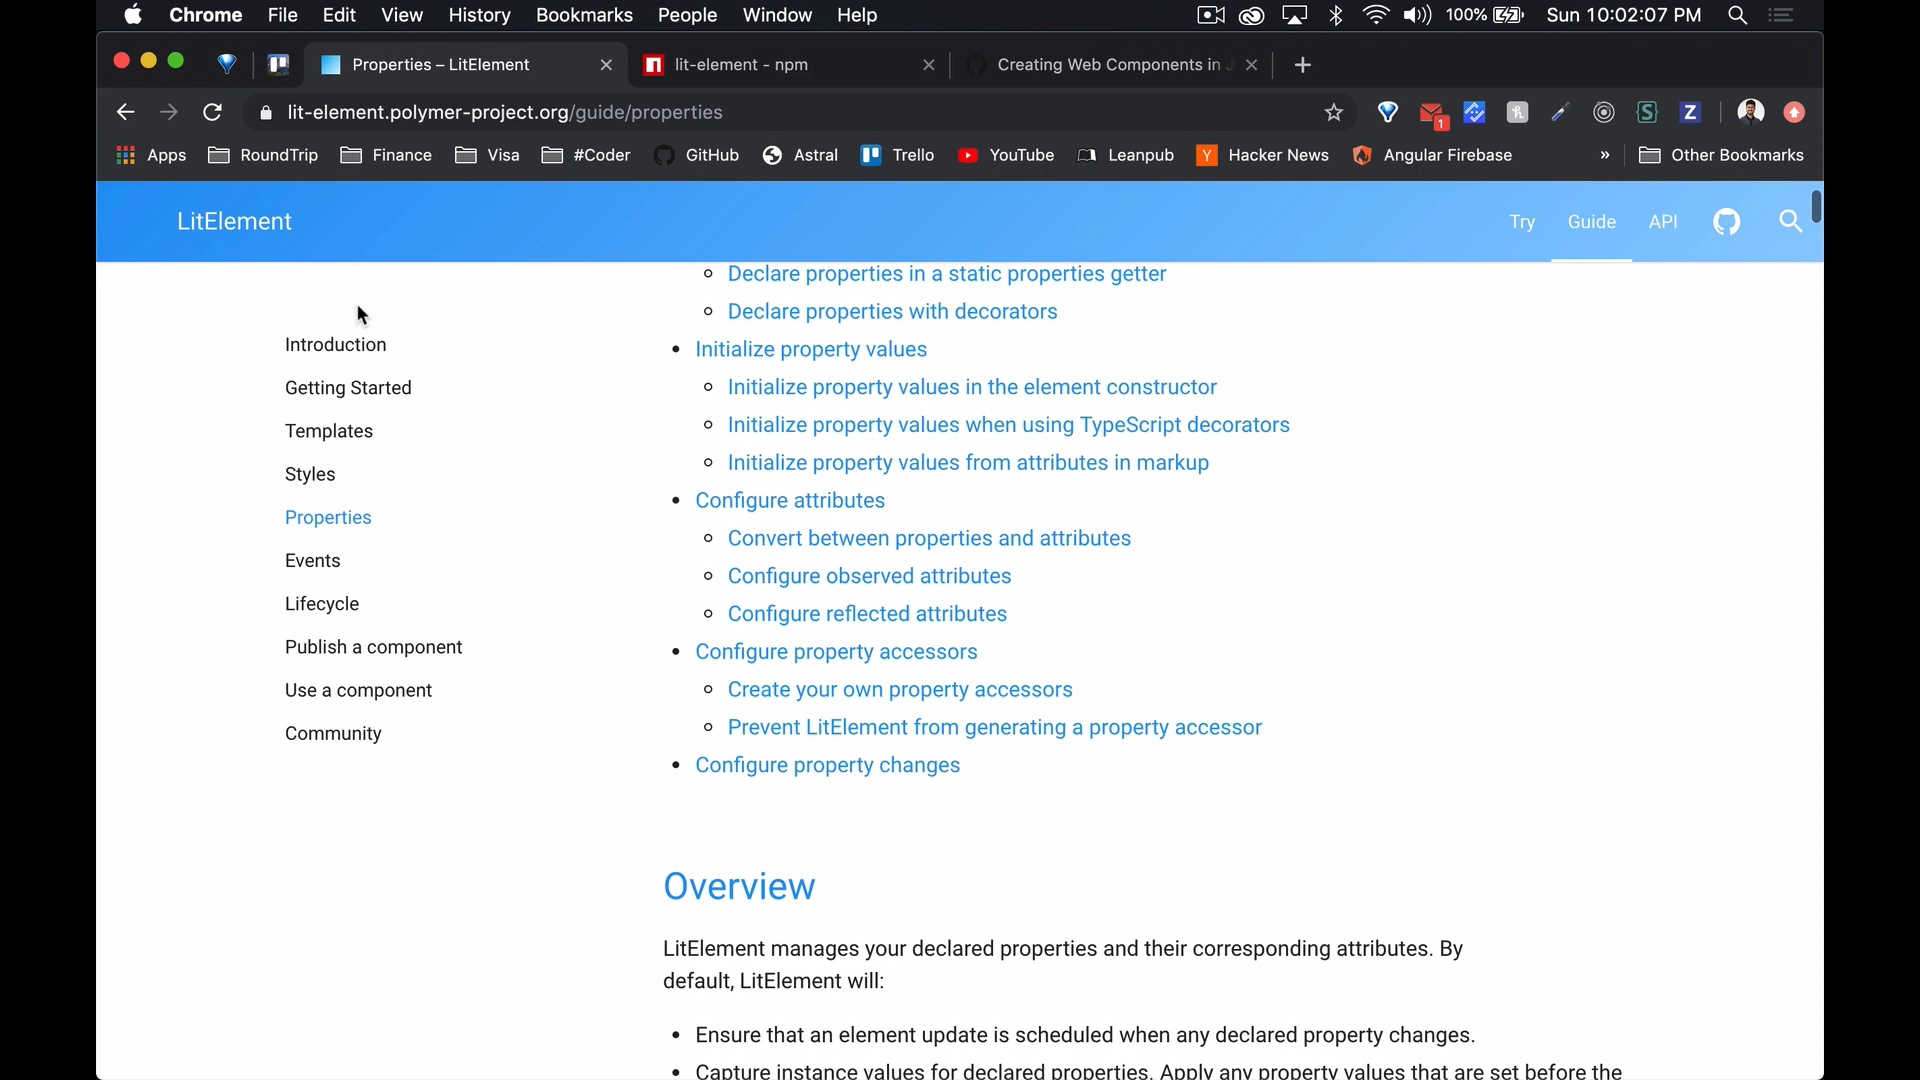 Chrome File Edit View History Bookmarks People Window Help 100% Sun 10:02:07 PM
Properties – LitElement lit-element - npm Creating Web Components in J
lit-element.polymer-project.org/guide/properties 1
Apps RoundTrip Finance Visa #Coder GitHub Astral Trello YouTube Leanpub Hacker News Angular Firebase » Other Bookmarks
LitElement Try Guide API
Introduction
Getting Started
Templates
Styles
Properties
Events
Lifecycle
Publish a component
Use a component
Community
Declare properties in a static properties getter
Declare properties with decorators
Initialize property values
Initialize property values in the element constructor
Initialize property values when using TypeScript decorators
Initialize property values from attributes in markup
Configure attributes
Convert between properties and attributes
Configure observed attributes
Configure reflected attributes
Configure property accessors
Create your own property accessors
Prevent LitElement from generating a property accessor
Configure property changes
Overview
LitElement manages your declared properties and their corresponding attributes. By
default, LitElement will:
Ensure that an element update is scheduled when any declared property changes.
Capture instance values for declared properties. Apply any property values that are set before the